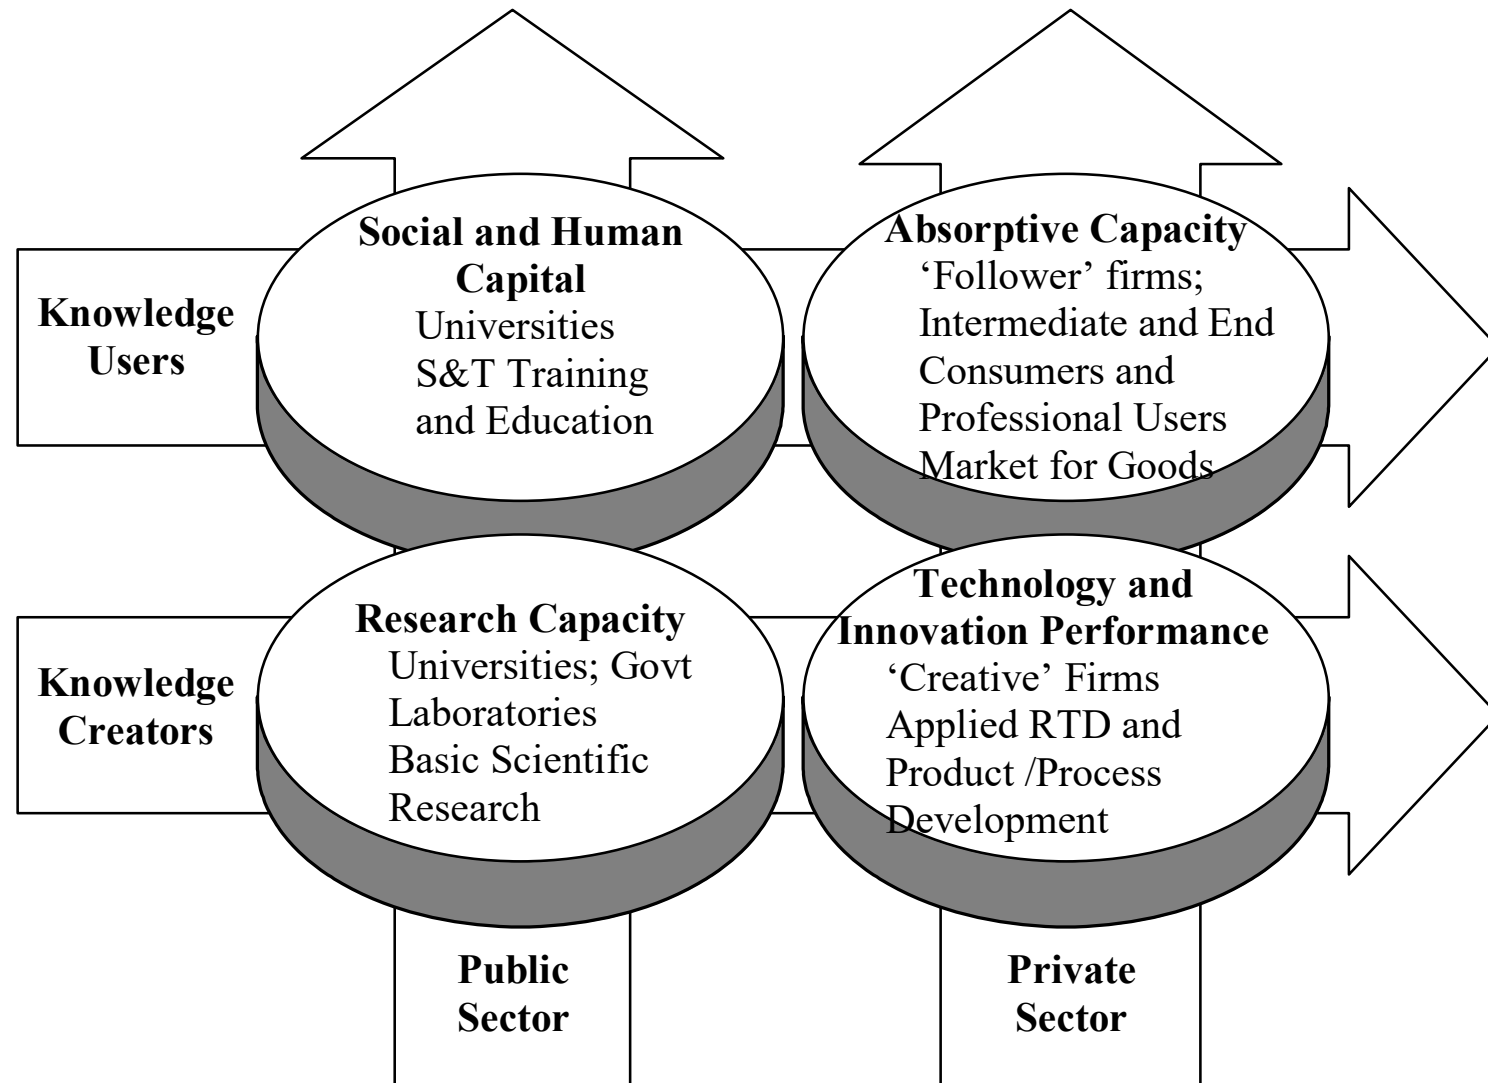 Knowledge
Users
Social and Human
Capital
Universities
S&T Training
and Education
Absorptive Capacity
‘Follower’ firms;
Intermediate and End
Consumers and
Professional Users
Market for Goods
Knowledge
Creators
Research Capacity
Universities; Govt
Laboratories
Basic Scientific
Research
Technology and
Innovation Performance
‘Creative’ Firms
Applied RTD and
Product /Process
Development
Public
Sector
Private
Sector